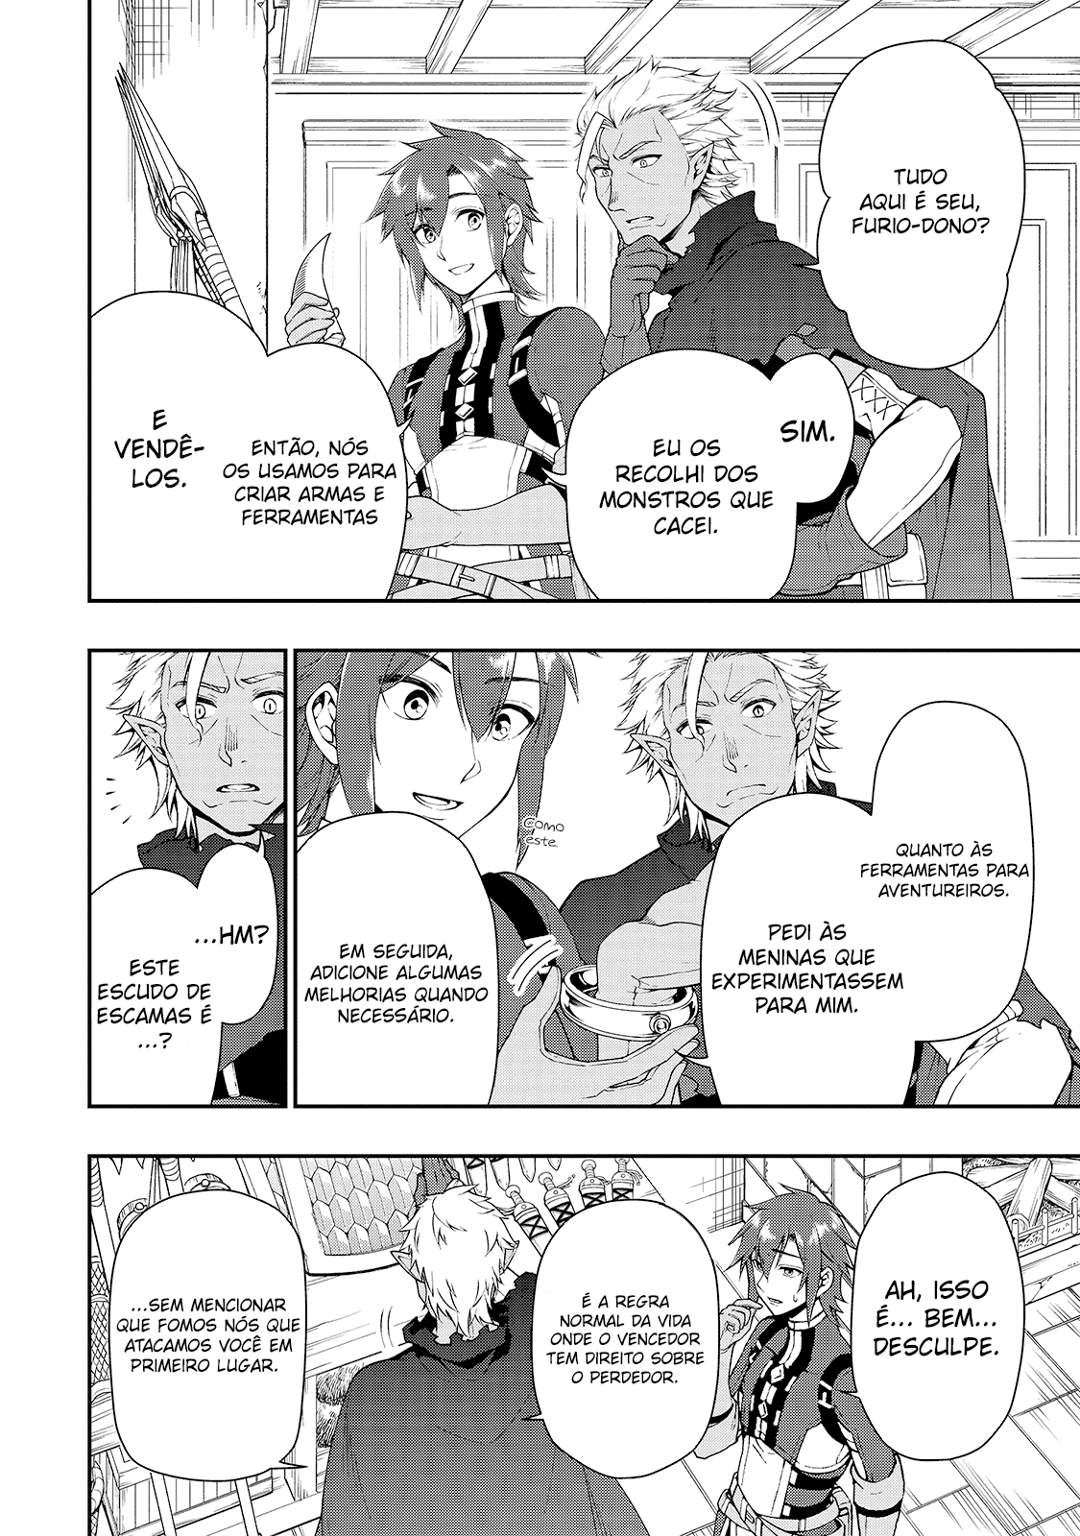 TUDO
AQUI É SEU,
FURIO-DONO?
SIM.
EU OS
RECOLHI DOS
MONSTROS QUE
CACEI.
ENTÃO, NÓS
OS USAMOS PARA
CRIAR ARMAS E
FERRAMENTAS
E
VENDÊ-
LOS.
QUANTO ÀS
FERRAMENTAS PARA
AVENTUREIROS.
PEDI ÀS
MENINAS QUE
EXPERIMENTASSEM
PARA MIM.
COMO
ESTE
EM SEGUIDA,
ADICIONE ALGUMAS
MELHORIAS QUANDO
NECESSÁRIO.
...HM?
ESTE
ESCUDO DE
ESCAMAS É
...?
AH, ISSO
É... BEM...
DESCULPE.
É A REGRA
NORMAL DA VIDA
ONDE O VENCEDOR
TEM DIREITO SOBRE
O PERDEDOR.
...SEM MENCIONAR
QUE FOMOS NÓS QUE
ATACAMOS VOCÊ EM
PRIMEIRO LUGAR.